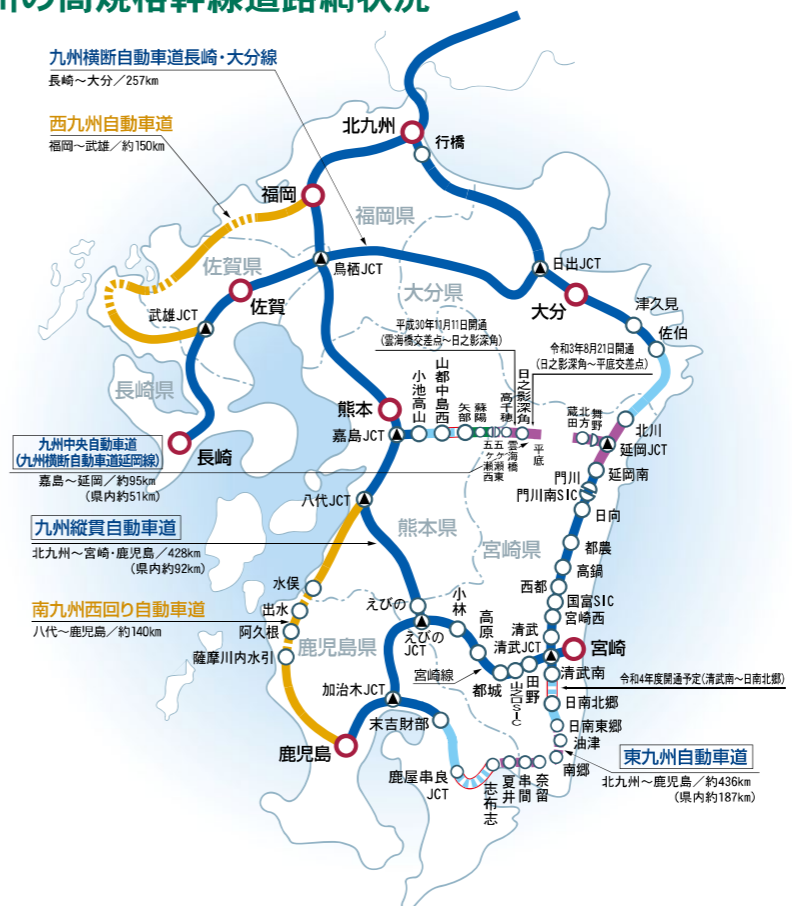 の高規格幹線道路網状況
九州横断自動車道長崎・大分線
長崎～大分／257km
西九州自動車道
福岡～武雄／約150km
北九州
行橋
福岡
福岡県
鳥栖JCT
日出JCT
佐賀県
佐賀
大分県
大分
津久見
佐伯
武雄JCT
長崎県
長崎
平成30年11月11日開通
(雲海橋交差点～日之影深角)
令和3年8月21日開通
(日之影深角～平底交差点)
熊本
嘉島JCT
小池高山
山都中島西
矢部
蘇陽
五ヶ瀬西
五ヶ瀬東
高千穂
雲海橋
日之影深角
平底
蔵田
北方
舞野
北川
延岡JCT
延岡南
九州中央自動車道
(九州横断自動車道延岡線)
嘉島～延岡／約95km
(県内約51km)
門川
門川南SIC
日向
八代JCT
九州縦貫自動車道
北九州～宮崎・鹿児島／428km
(県内約92km)
熊本県
宮崎県
都農
高鍋
西都
国富SIC
宮崎西
水俣
南九州西回り自動車道
八代～鹿児島／約140km
出水
阿久根
薩摩川内水引
鹿児島県
えびの
えびの
JCT
小林
高原
宮崎線
都城
山之口SIC
田野
清武
清武JCT
宮崎
清武南
令和4年度開通予定(清武南～日南北郷)
日南北郷
日南東郷
油津
南郷
加治木JCT
末吉財部
鹿児島
鹿屋串良
JCT
志布志
夏井
串間
奈留
東九州自動車道
北九州～鹿児島／約436km
(県内約187km)